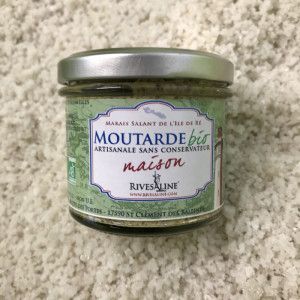 MARAIS SALANT DE L'ILE DE RÉ
MOUTARDE bio
ARTISANALE SANS CONSERVATEUR
maison
RIVESALINE
WWW.RIVESALINE.COM
PORTES - 17590 ST CLÉMENT DES BALEINES